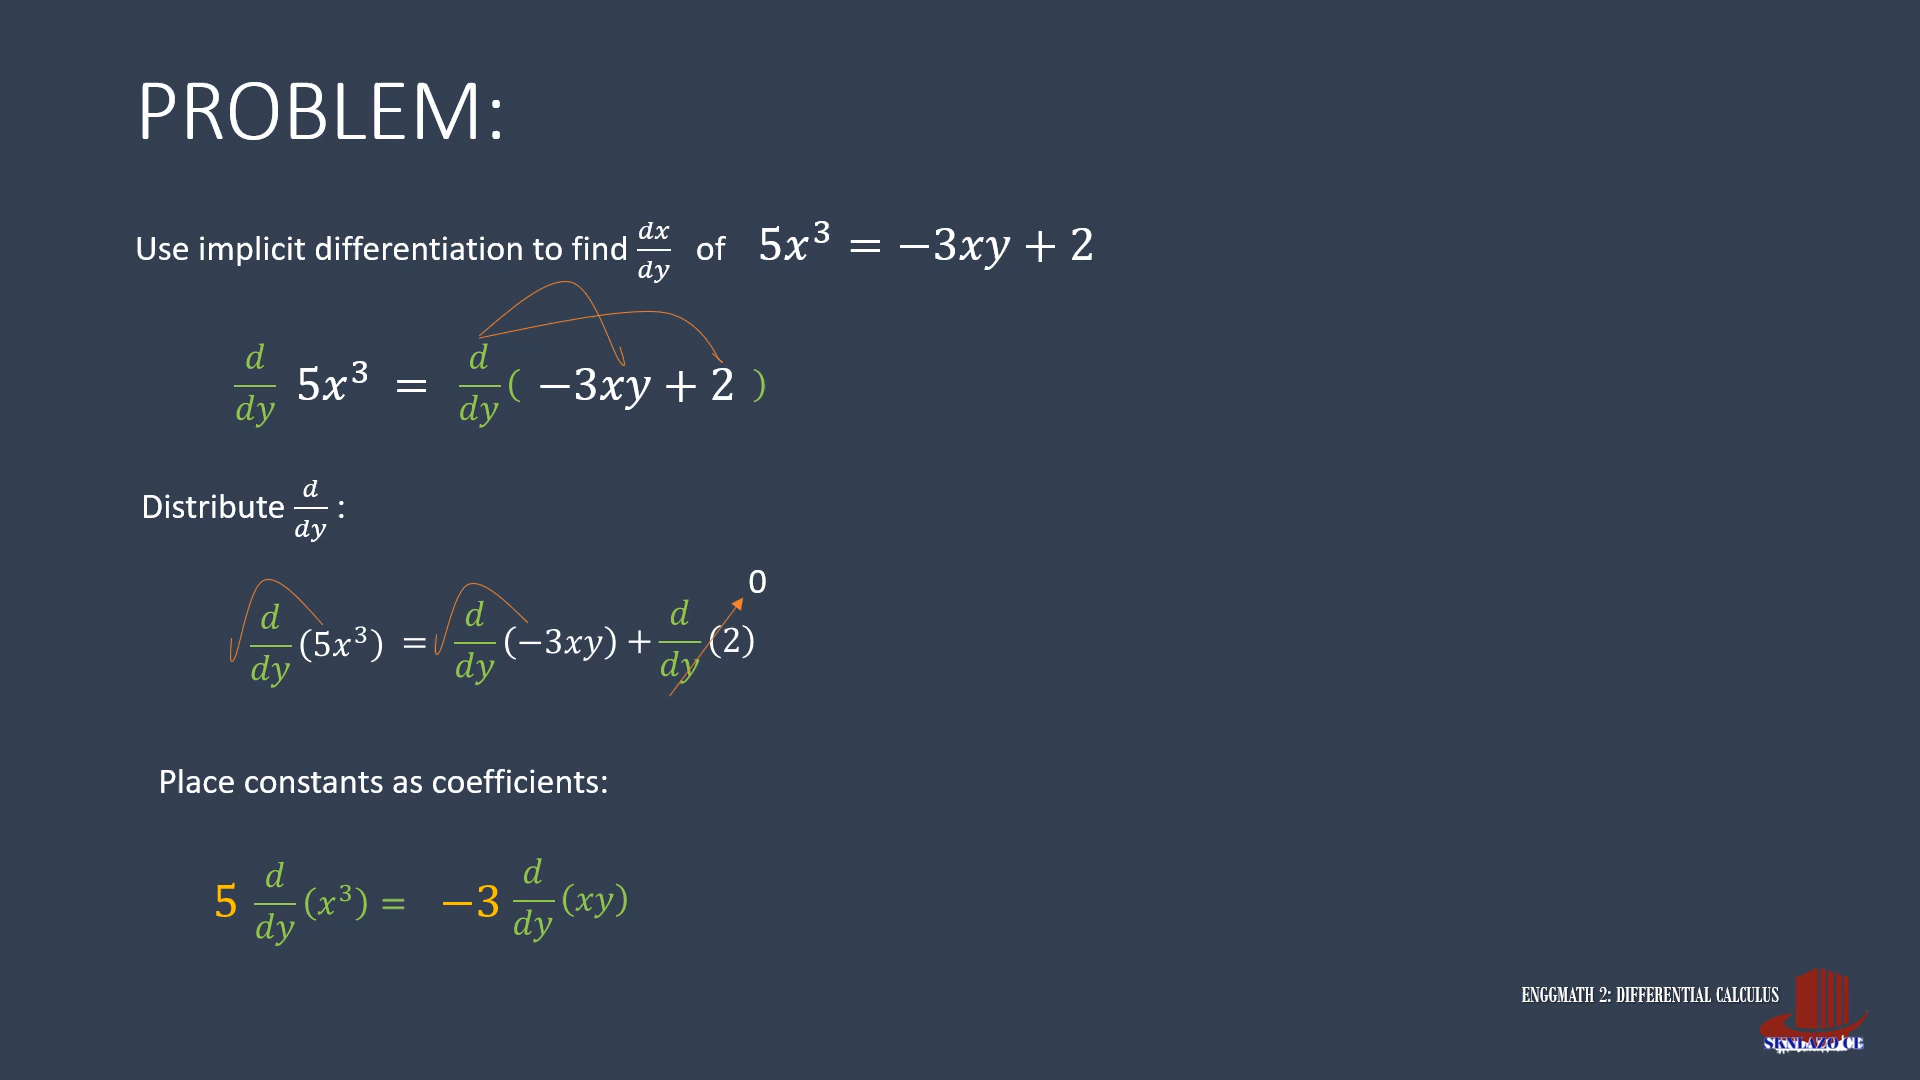 PROBLEM:
Use implicit differentiation to find dx/dy of 5x³ = −3xy + 2
d/dy 5x³ = d/dy ( −3xy + 2 )
Distribute d/dy :
0
d/dy (5x³) = d/dy (−3xy) + d/dy (2)
Place constants as coefficients:
5 d/dy (x³) = −3 d/dy (xy)
ENGGMATH 2: DIFFERENTIAL CALCULUS
SKNLAZO CE